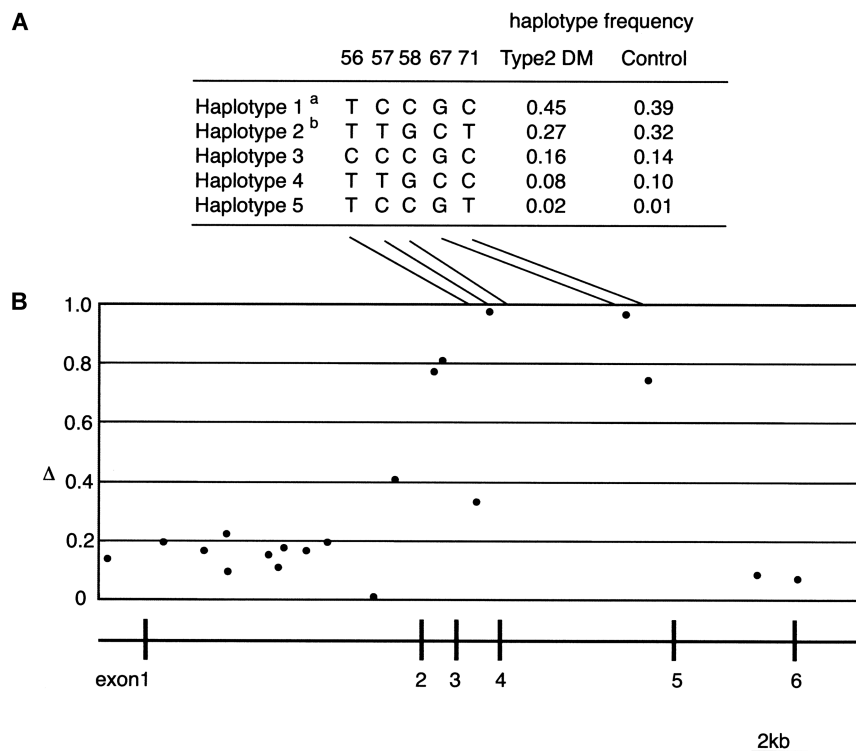 A
haplotype frequency
56 57 58 67 71 Type2 DM Control
Haplotype 1 a T C C G C 0.45 0.39
Haplotype 2 b T T G C T 0.27 0.32
Haplotype 3 C C C G C 0.16 0.14
Haplotype 4 T T G C C 0.08 0.10
Haplotype 5 T C C G T 0.02 0.01
B
1.0
0.8
0.6
Δ 0.4
0.2
0
exon1 2 3 4 5 6
2kb